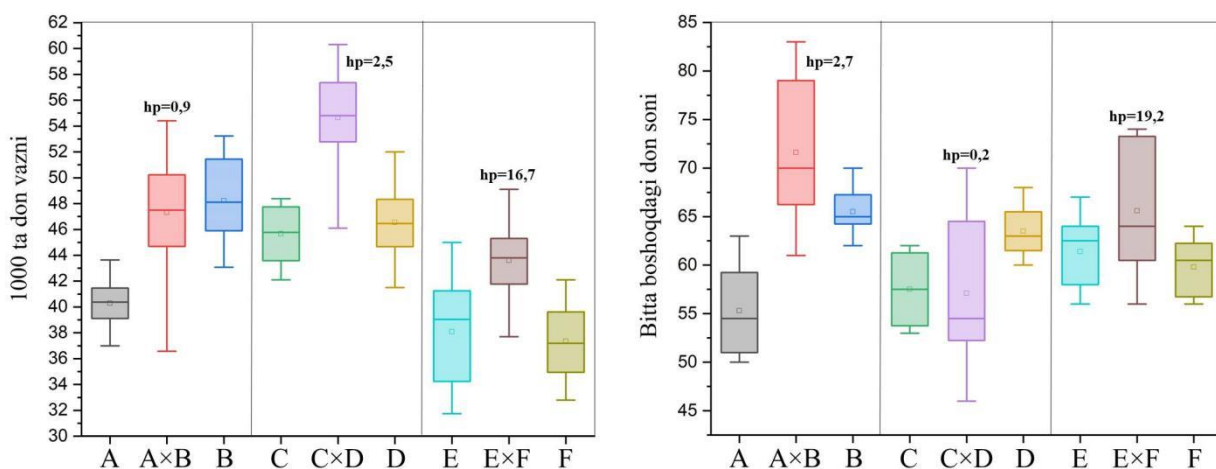 1000 ta don vazni
62
60
58
56
54
52
50
48
46
44
42
40
38
36
34
32
30
hp=0,9
hp=2,5
hp=16,7
A A×B B C C×D D E E×F F
Bitta boshoqdagi don soni
85
80
75
70
65
60
55
50
45
hp=2,7
hp=0,2
hp=19,2
A A×B B C C×D D E E×F F